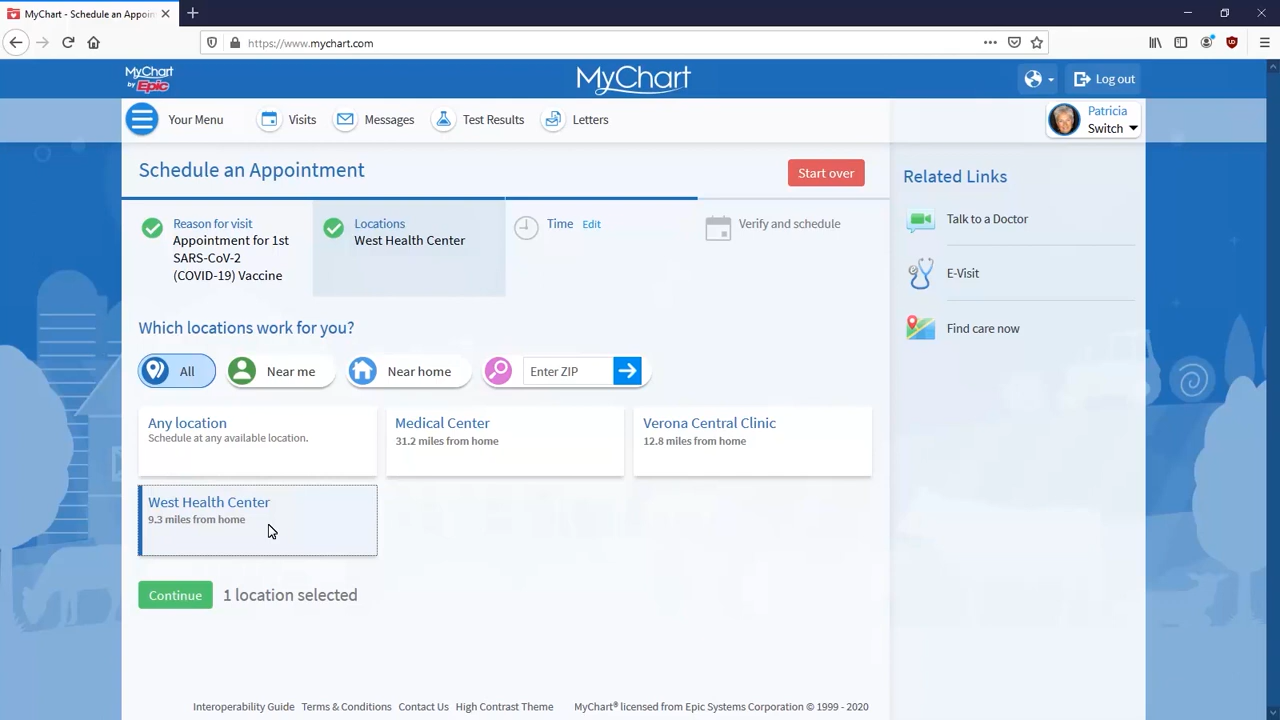 MyChart - Schedule an Appoin
https://www.mychart.com
MyChart
by Epic
MyChart
Log out
Your Menu
Visits
Messages
Test Results
Letters
Patricia
Switch
Schedule an Appointment
Start over
Related Links
Reason for visit
Appointment for 1st
SARS-CoV-2
(COVID-19) Vaccine
Locations
West Health Center
Time Edit
Verify and schedule
Talk to a Doctor
E-Visit
Find care now
Which locations work for you?
All
Near me
Near home
Enter ZIP
Any location
Schedule at any available location.
Medical Center
31.2 miles from home
Verona Central Clinic
12.8 miles from home
West Health Center
9.3 miles from home
Continue
1 location selected
Interoperability Guide Terms & Conditions Contact Us High Contrast Theme MyChart® licensed from Epic Systems Corporation © 1999 - 2020